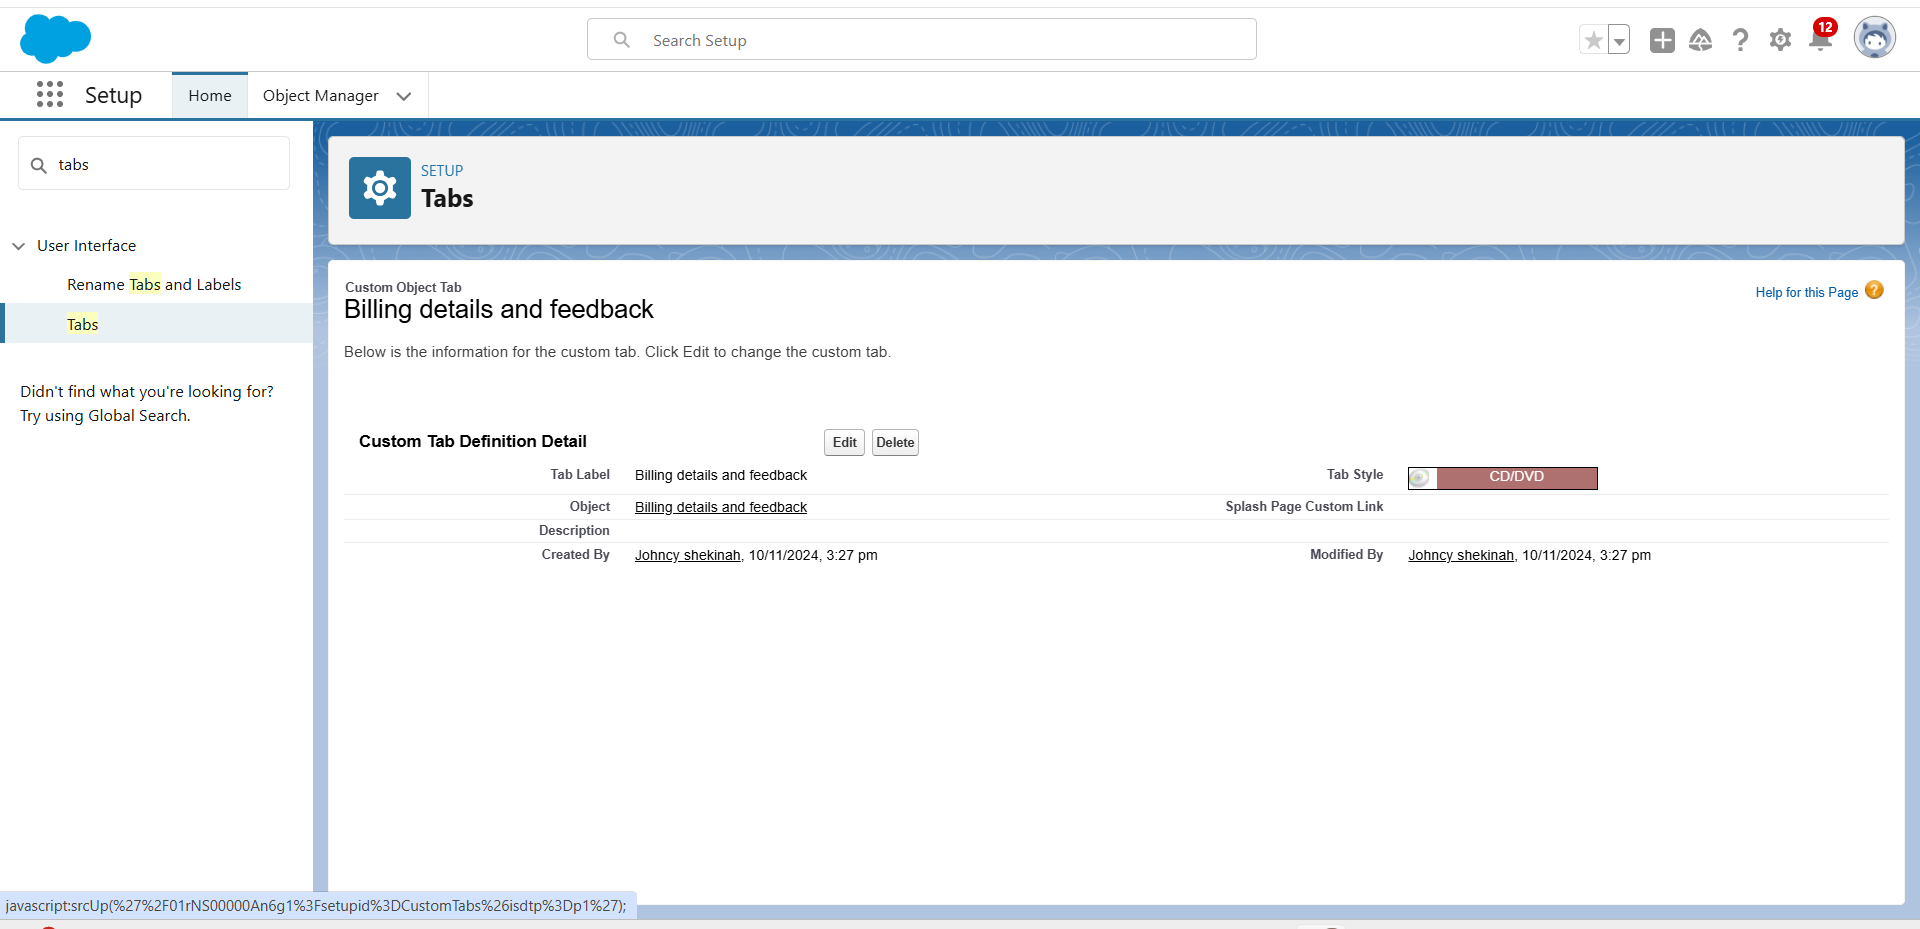 Search Setup
12
Setup
Home
Object Manager
tabs
User Interface
Rename Tabs and Labels
Tabs
Didn't find what you're looking for?
Try using Global Search.
SETUP
Tabs
Custom Object Tab
Billing details and feedback
Help for this Page ?
Below is the information for the custom tab. Click Edit to change the custom tab.
Custom Tab Definition Detail
Edit
Delete
Tab Label
Billing details and feedback
Tab Style
CD/DVD
Object
Billing details and feedback
Splash Page Custom Link
Description
Created By
Johncy shekinah, 10/11/2024, 3:27 pm
Modified By
Johncy shekinah, 10/11/2024, 3:27 pm
javascript:srcUp(%27%2F01rNS00000An6g1%3Fsetupid%3DCustomTabs%26isdtp%3Dp1%27);